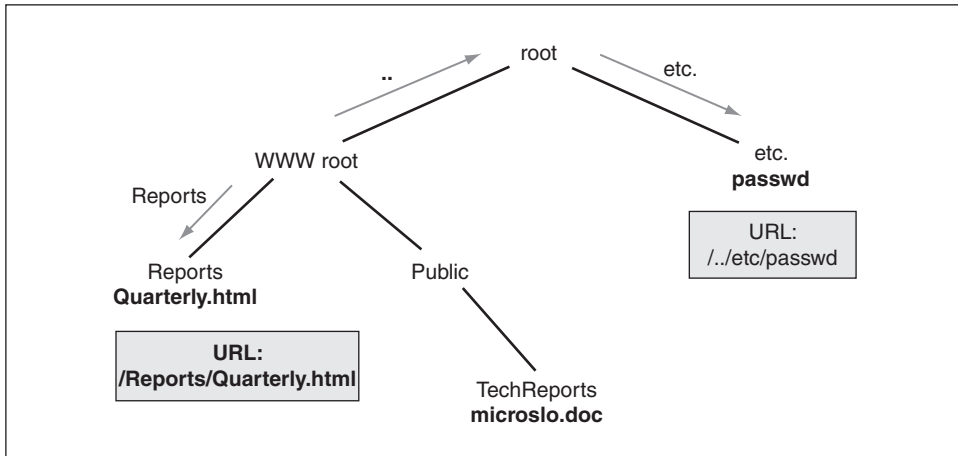 root
..
etc.
WWW root
etc.
passwd
Reports
URL:
/../etc/passwd
Reports
Quarterly.html
Public
URL:
/Reports/Quarterly.html
TechReports
microslo.doc